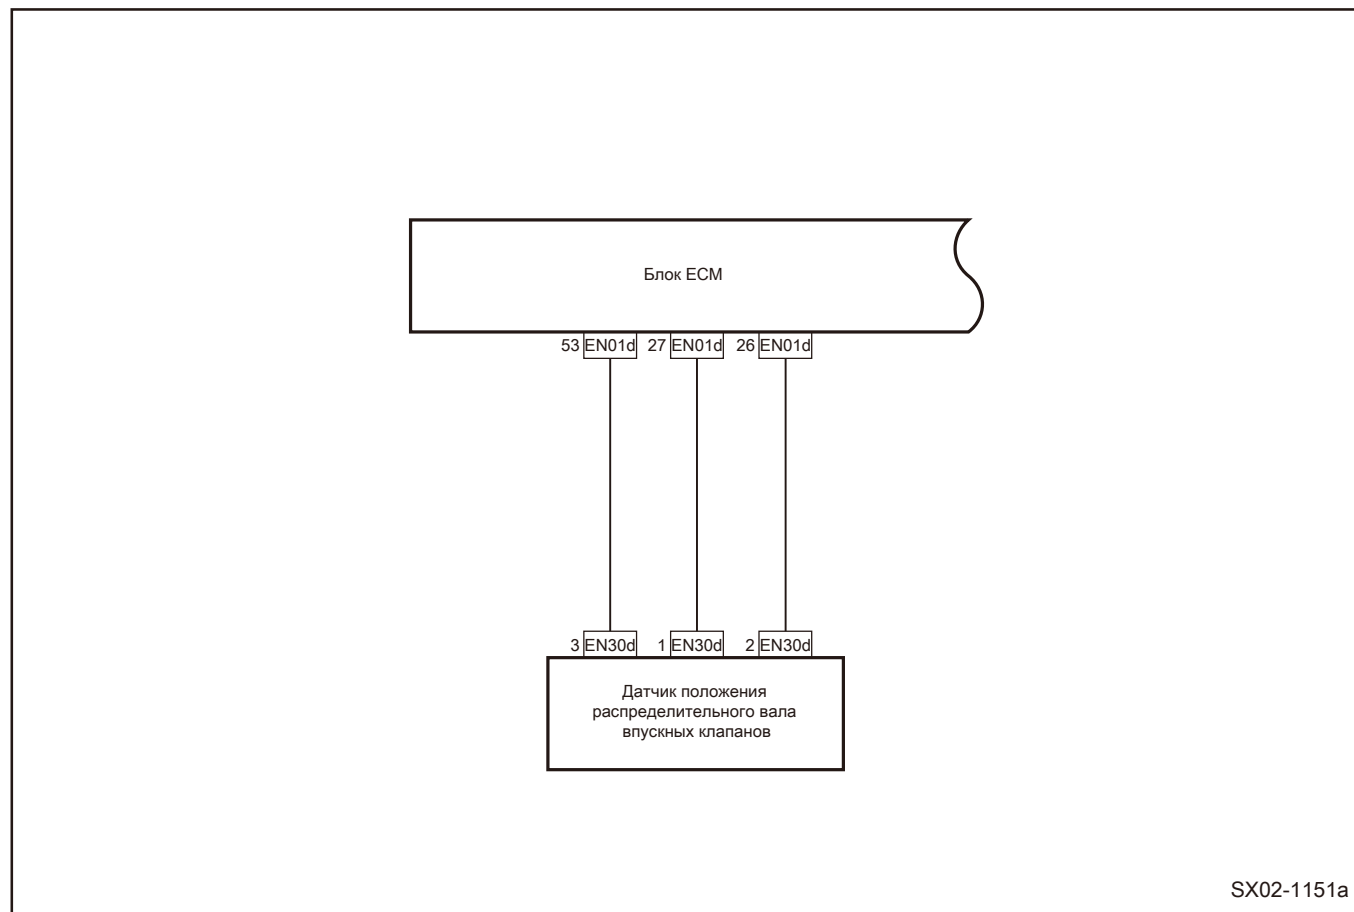 Блок ECM
53 EN01d 27 EN01d 26 EN01d
3 EN30d 1 EN30d 2 EN30d
Датчик положения
распределительного вала
впускных клапанов
SX02-1151a